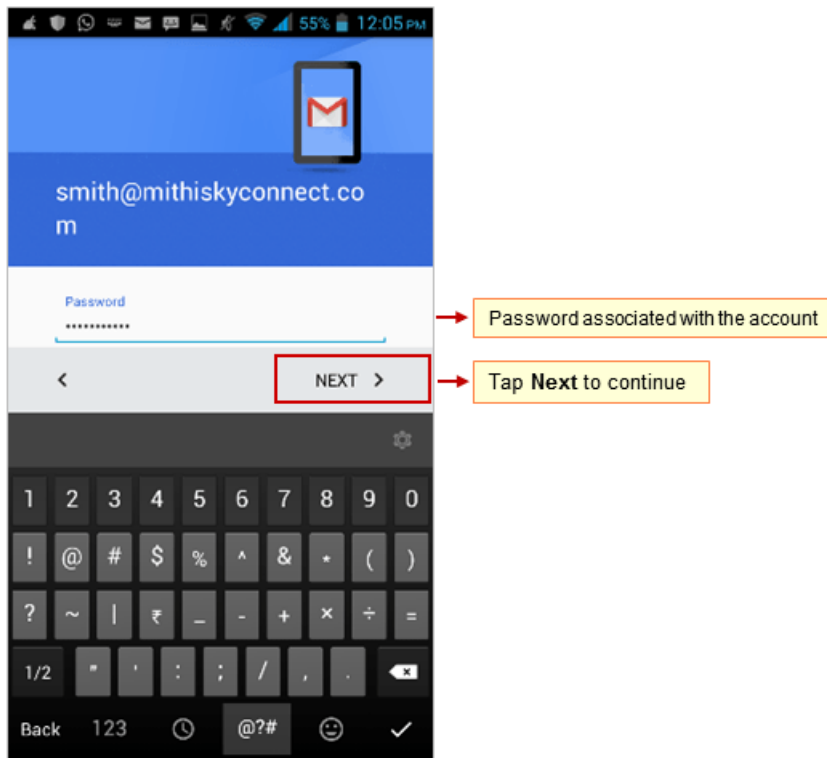 55% 12:05 PM
smith@mithiskyconnect.co
m
Password
•••••••••••
Password associated with the account
< NEXT >
Tap Next to continue
1 2 3 4 5 6 7 8 9 0
! @ # $ % ^ & * ( )
? ~ | ₹ _ - + × ÷ =
1/2 " ' : ; / , .
Back 123 @?#